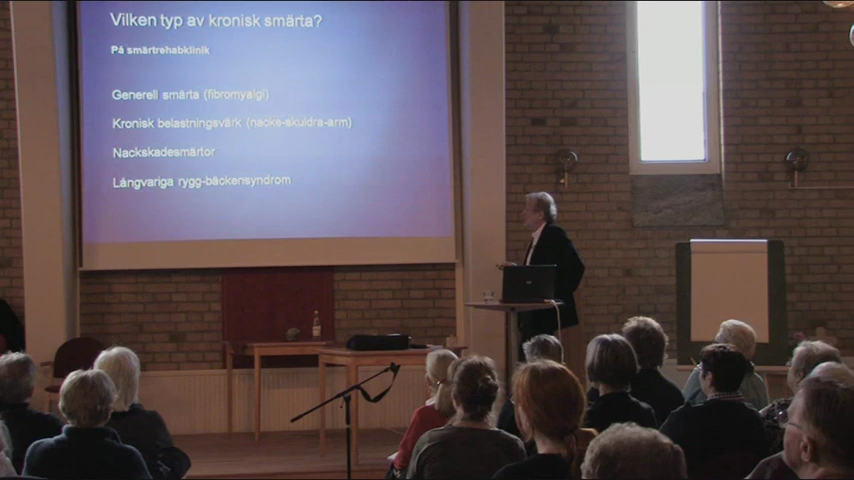 Vilken typ av kronisk smärta?
På smärtrehabklinik
Generell smärta (fibromyalgi)
Kronisk belastningsvärk (nacke-skuldra-arm)
Nackskadesmärtor
Långvariga rygg-bäckensyndrom